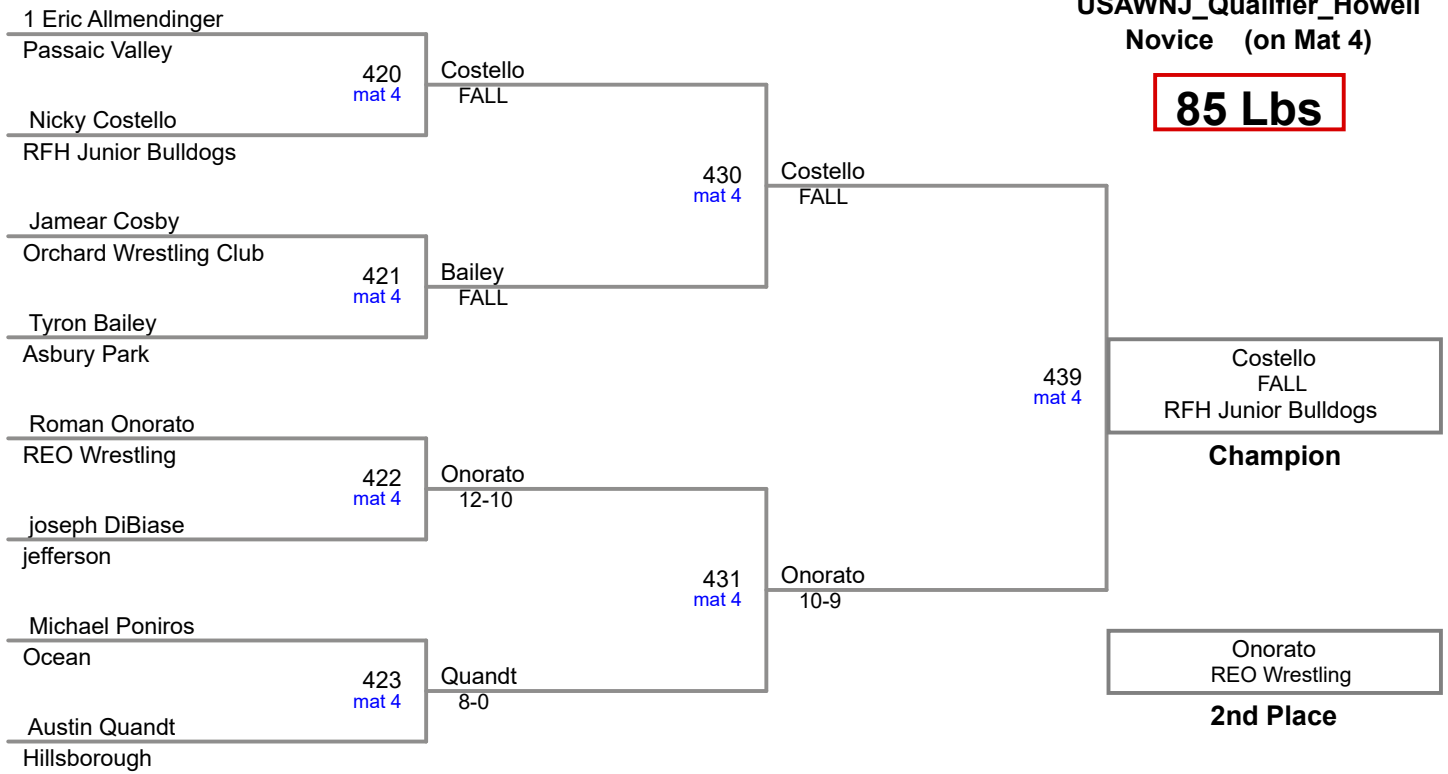 USAWNJ_Qualifier_Howell
Novice (on Mat 4)
85 Lbs
1 Eric Allmendinger
Passaic Valley
420
mat 4
Costello
FALL
Nicky Costello
RFH Junior Bulldogs
430
mat 4
Costello
FALL
Jamear Cosby
Orchard Wrestling Club
421
mat 4
Bailey
FALL
Tyron Bailey
Asbury Park
439
mat 4
Costello
FALL
RFH Junior Bulldogs
Champion
Roman Onorato
REO Wrestling
422
mat 4
Onorato
12-10
joseph DiBiase
jefferson
431
mat 4
Onorato
10-9
Michael Poniros
Ocean
423
mat 4
Quandt
8-0
Austin Quandt
Hillsborough
Onorato
REO Wrestling
2nd Place